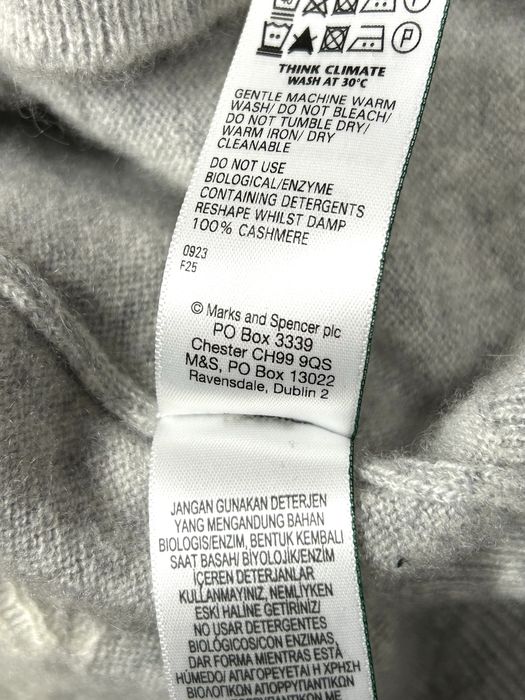 P
THINK CLIMATE
WASH AT 30°C
GENTLE MACHINE WARM
WASH/ DO NOT BLEACH/
DO NOT TUMBLE DRY/
WARM IRON/ DRY
CLEANABLE
DO NOT USE
BIOLOGICAL/ENZYME
CONTAINING DETERGENTS
RESHAPE WHILST DAMP
100% CASHMERE
0923
F25
© Marks and Spencer plc
PO Box 3339
Chester CH99 9QS
M&S, PO Box 13022
Ravensdale, Dublin 2
JANGAN GUNAKAN DETERJEN
YANG MENGANDUNG BAHAN
BIOLOGIS/ENZIM, BENTUK KEMBALI
SAAT BASAH/ BİYOLOJİK/ENZİM
İÇEREN DETERJANLAR
KULLANMAYINIZ, NEMLİYKEN
ESKİ HALİNE GETİRİNİZ/
NO USAR DETERGENTES
BIOLÓGICOS/CON ENZIMAS,
DAR FORMA MIENTRAS ESTÁ
HÚMEDO/ ΑΠΑΓΟΡΕΥΕΤΑΙ Η ΧΡΗΣΗ
ΒΙΟΛΟΓΙΚΩΝ ΑΠΟΡΡΥΠΑΝΤΙΚΩΝ ΜΕ